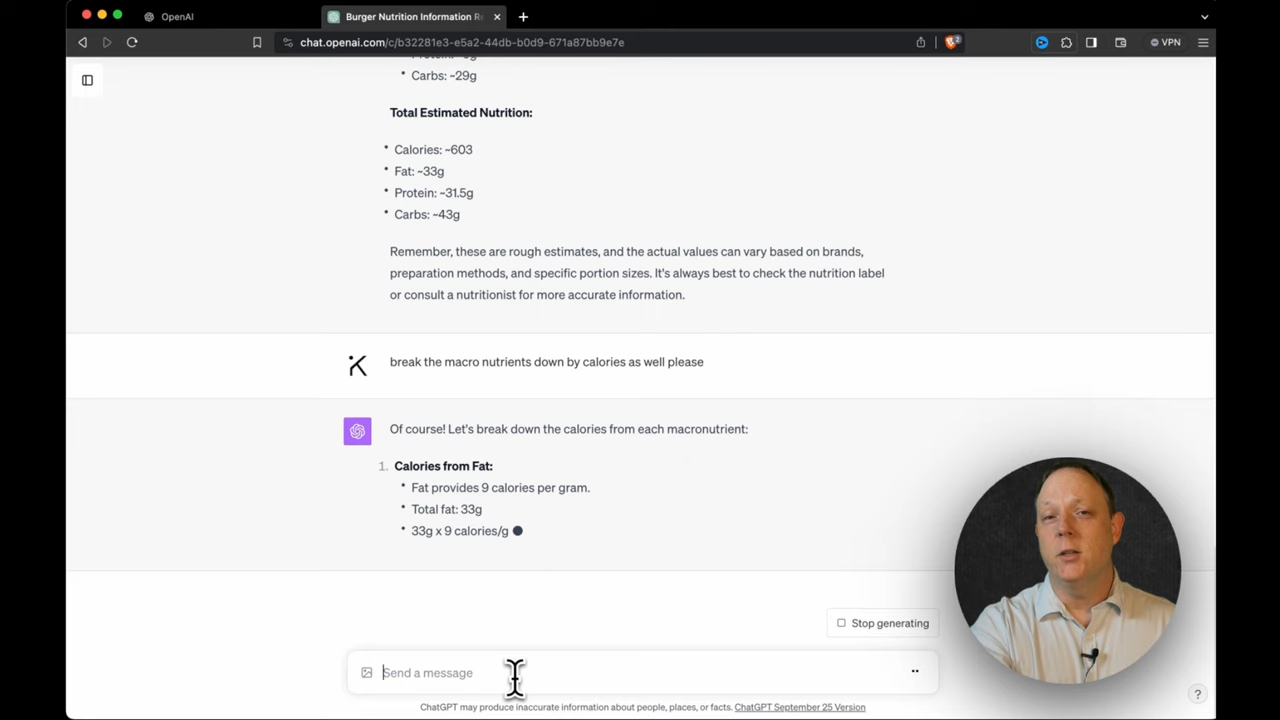 OpenAI
Burger Nutrition Information Re
chat.openai.com/c/b32281e3-e5a2-44db-b0d9-671a87bb9e7e
2
VPN
• Carbs: ~29g
Total Estimated Nutrition:
• Calories: ~603
• Fat: ~33g
• Protein: ~31.5g
• Carbs: ~43g
Remember, these are rough estimates, and the actual values can vary based on brands,
preparation methods, and specific portion sizes. It's always best to check the nutrition label
or consult a nutritionist for more accurate information.
break the macro nutrients down by calories as well please
Of course! Let's break down the calories from each macronutrient:
1. Calories from Fat:
• Fat provides 9 calories per gram.
• Total fat: 33g
• 33g x 9 calories/g
Stop generating
Send a message
ChatGPT may produce inaccurate information about people, places, or facts. ChatGPT September 25 Version
?